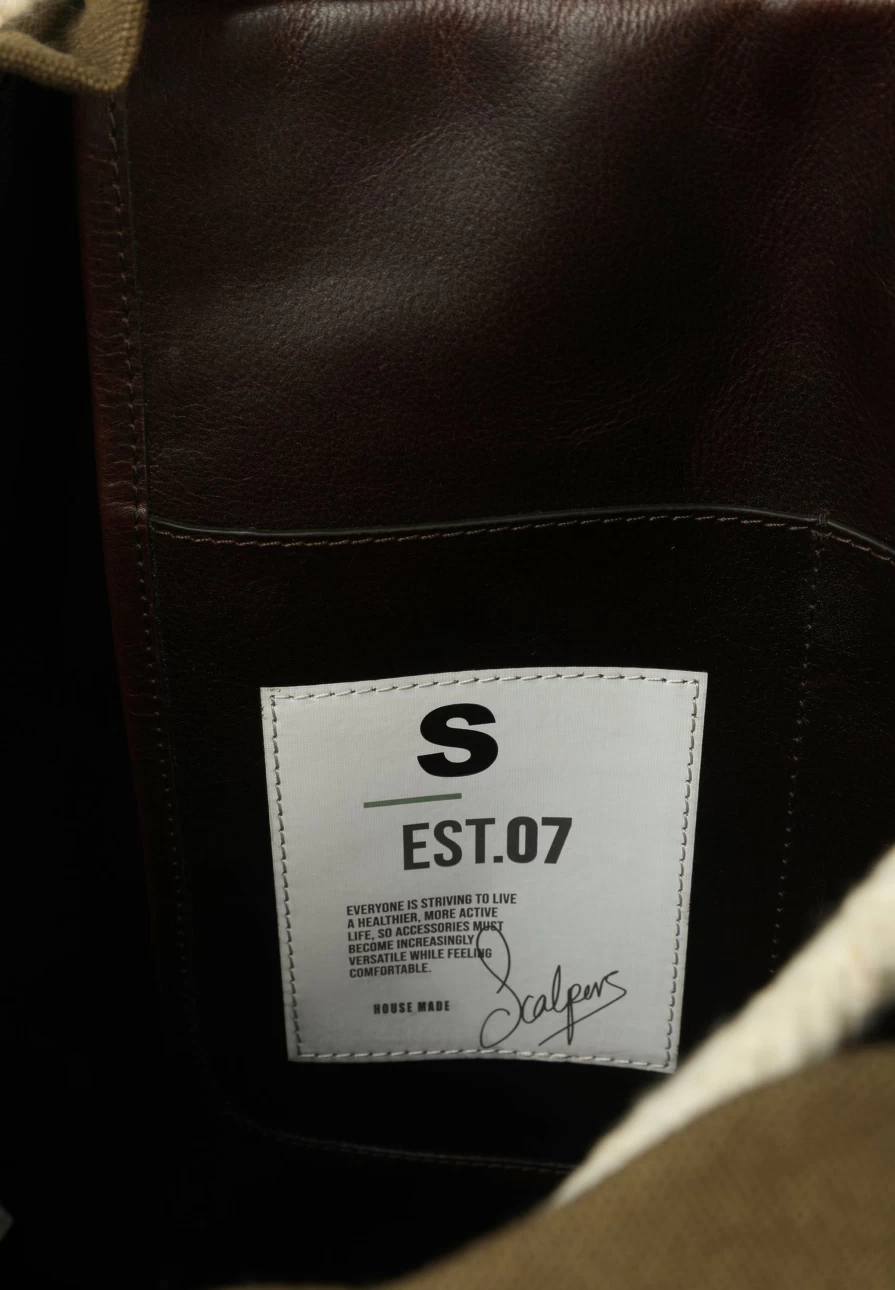 S
EST.07
EVERYONE IS STRIVING TO LIVE
A HEALTHIER, MORE ACTIVE
LIFE, SO ACCESSORIES MUST
BECOME INCREASINGLY
VERSATILE WHILE FEELING
COMFORTABLE.
HOUSE MADE
Scalpers